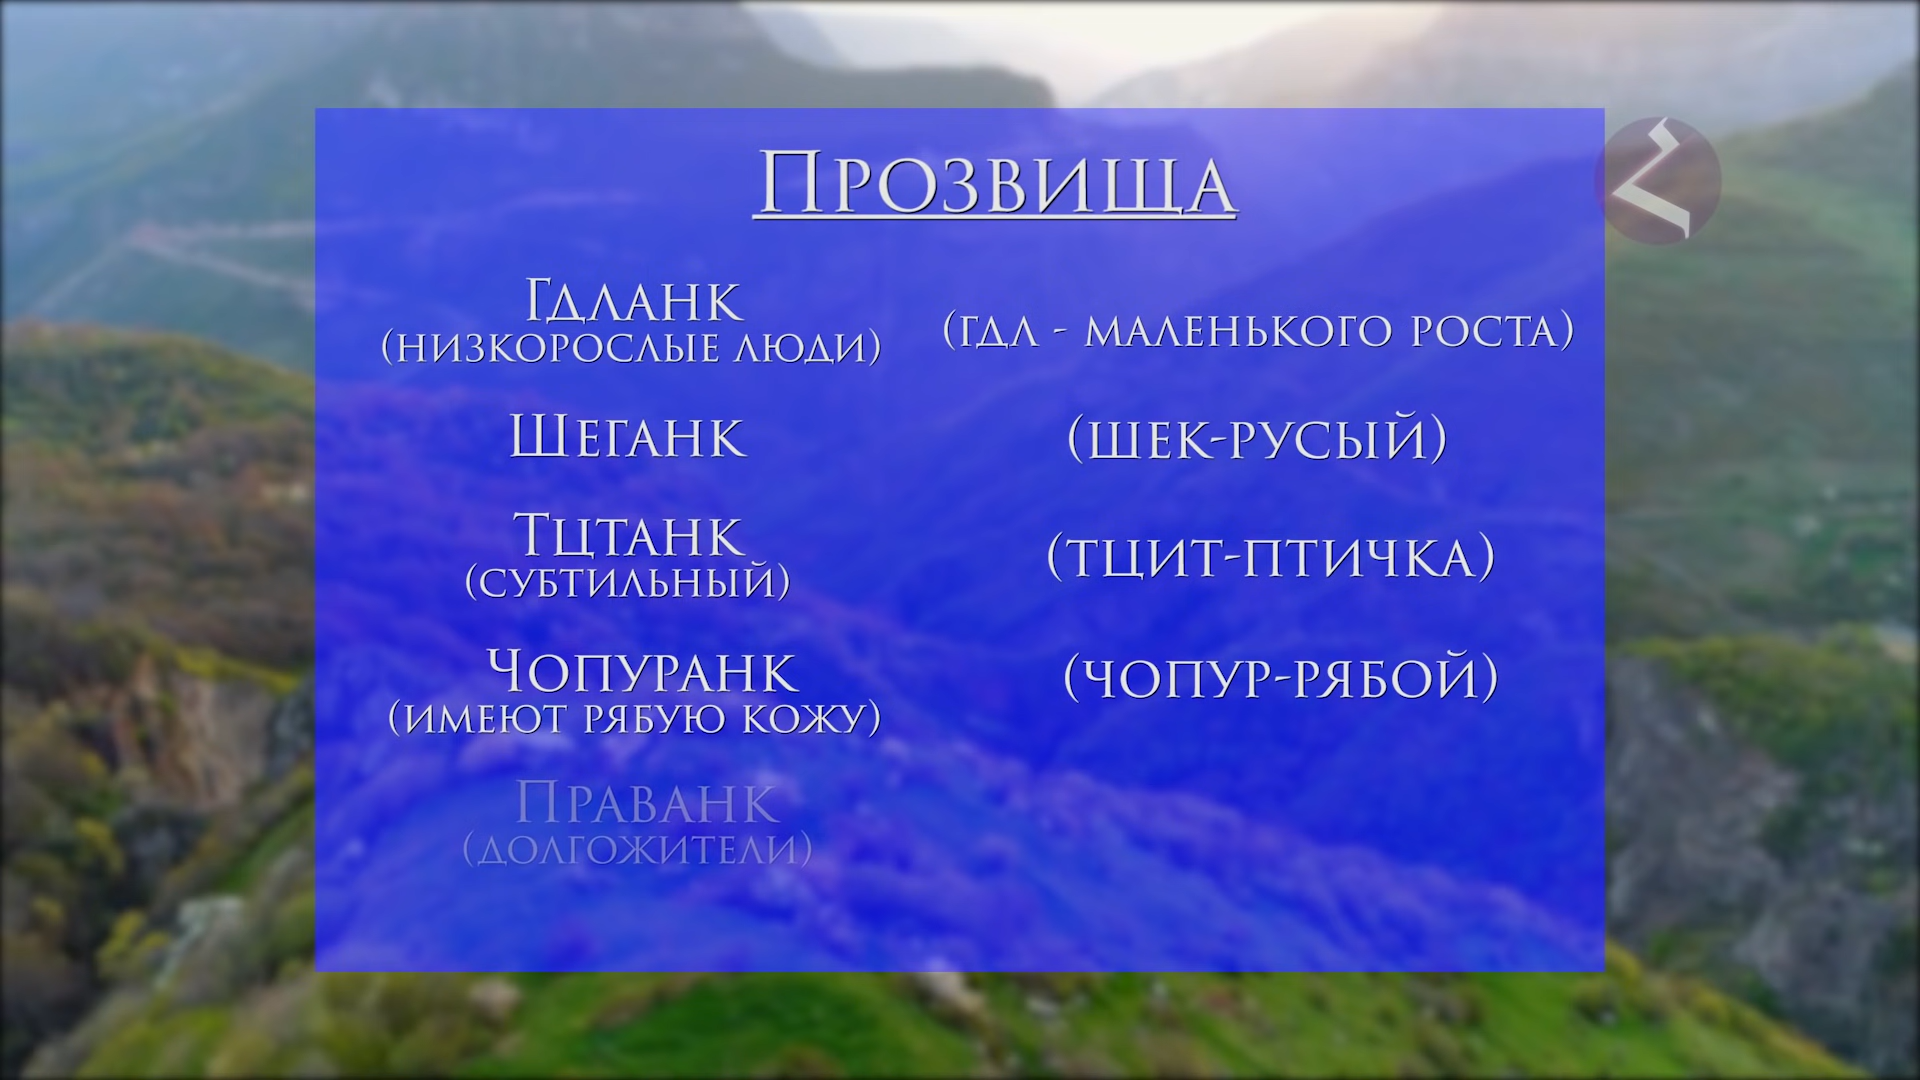 Прозвища
Гдланк
(низкорослые люди)
(гдл - маленького роста)
Шеганк
(шек-русый)
Тцтанк
(субтильный)
(тцит-птичка)
Чопуранк
(имеют рябую кожу)
(чопур-рябой)
Праванк
(долгожители)